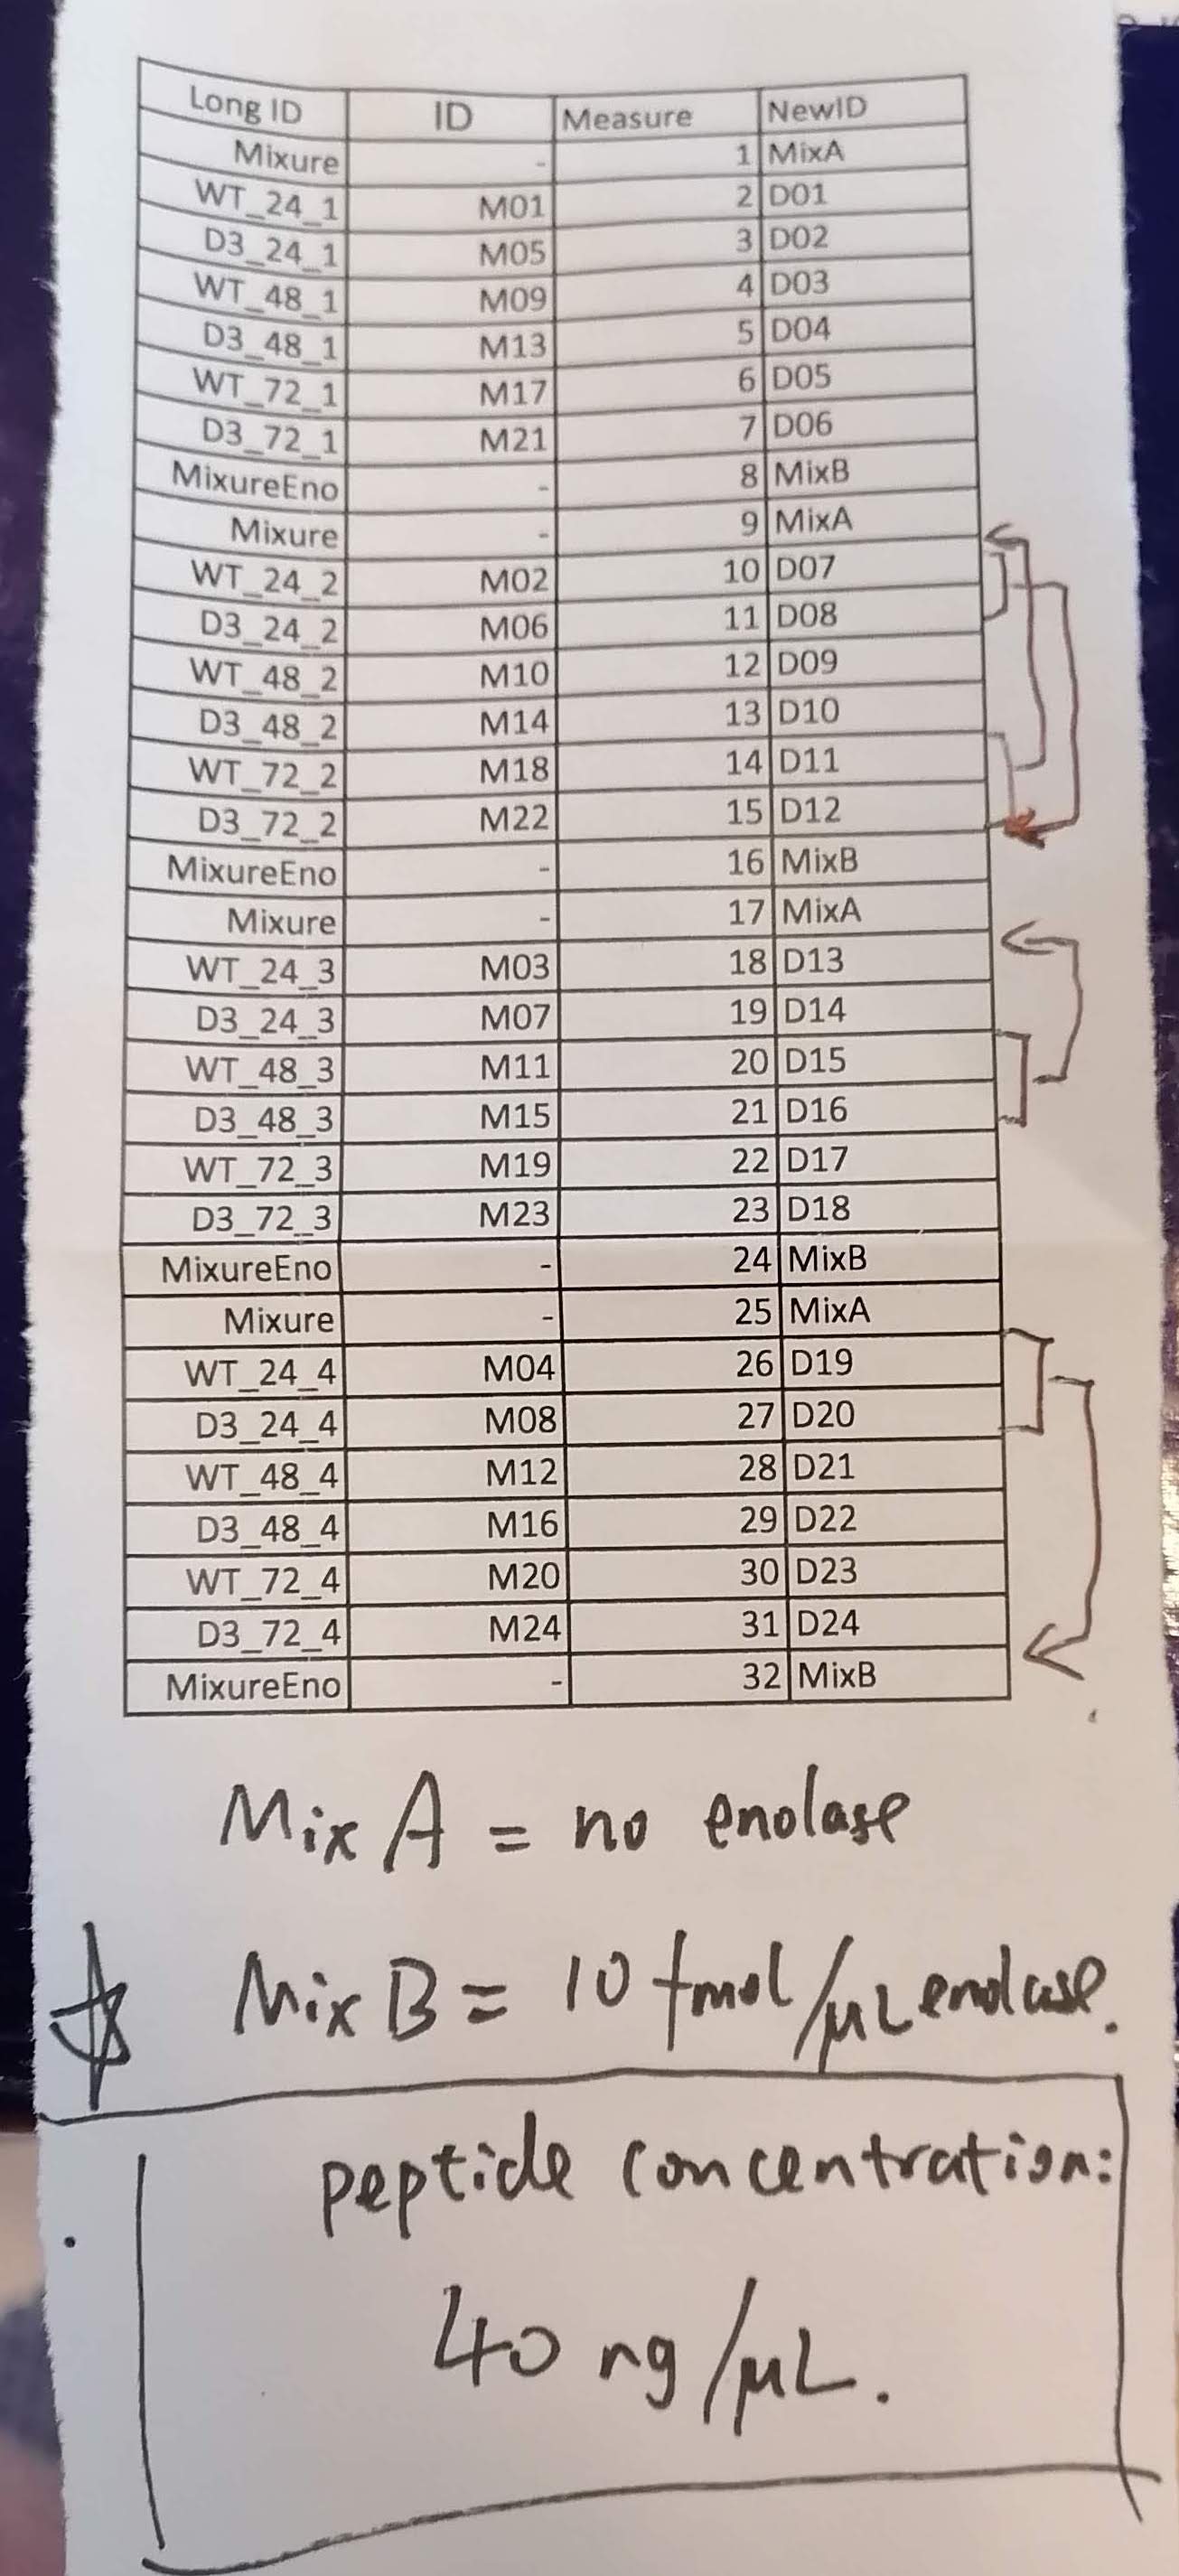 Long ID ID Measure NewID
Mixure - 1 MixA
WT_24_1 M01 2 D01
D3_24_1 M05 3 D02
WT_48_1 M09 4 D03
D3_48_1 M13 5 D04
WT_72_1 M17 6 D05
D3_72_1 M21 7 D06
MixureEno - 8 MixB
Mixure - 9 MixA
WT_24_2 M02 10 D07
D3_24_2 M06 11 D08
WT_48_2 M10 12 D09
D3_48_2 M14 13 D10
WT_72_2 M18 14 D11
D3_72_2 M22 15 D12
MixureEno - 16 MixB
Mixure - 17 MixA
WT_24_3 M03 18 D13
D3_24_3 M07 19 D14
WT_48_3 M11 20 D15
D3_48_3 M15 21 D16
WT_72_3 M19 22 D17
D3_72_3 M23 23 D18
MixureEno - 24 MixB
Mixure - 25 MixA
WT_24_4 M04 26 D19
D3_24_4 M08 27 D20
WT_48_4 M12 28 D21
D3_48_4 M16 29 D22
WT_72_4 M20 30 D23
D3_72_4 M24 31 D24
MixureEno - 32 MixB
Mix A = no enolase
Mix B = 10 fmol/μL enolase.
peptide concentration:
40 ng/μL.